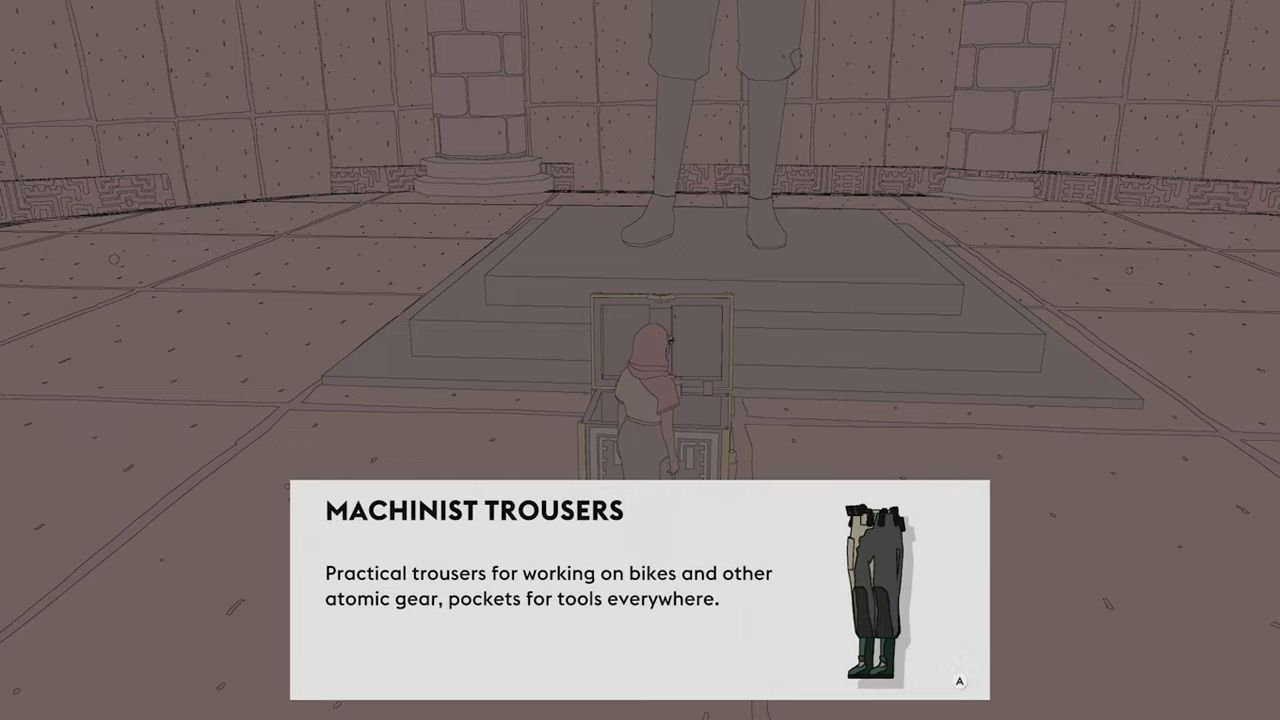 MACHINIST TROUSERS
Practical trousers for working on bikes and other
atomic gear, pockets for tools everywhere.
A